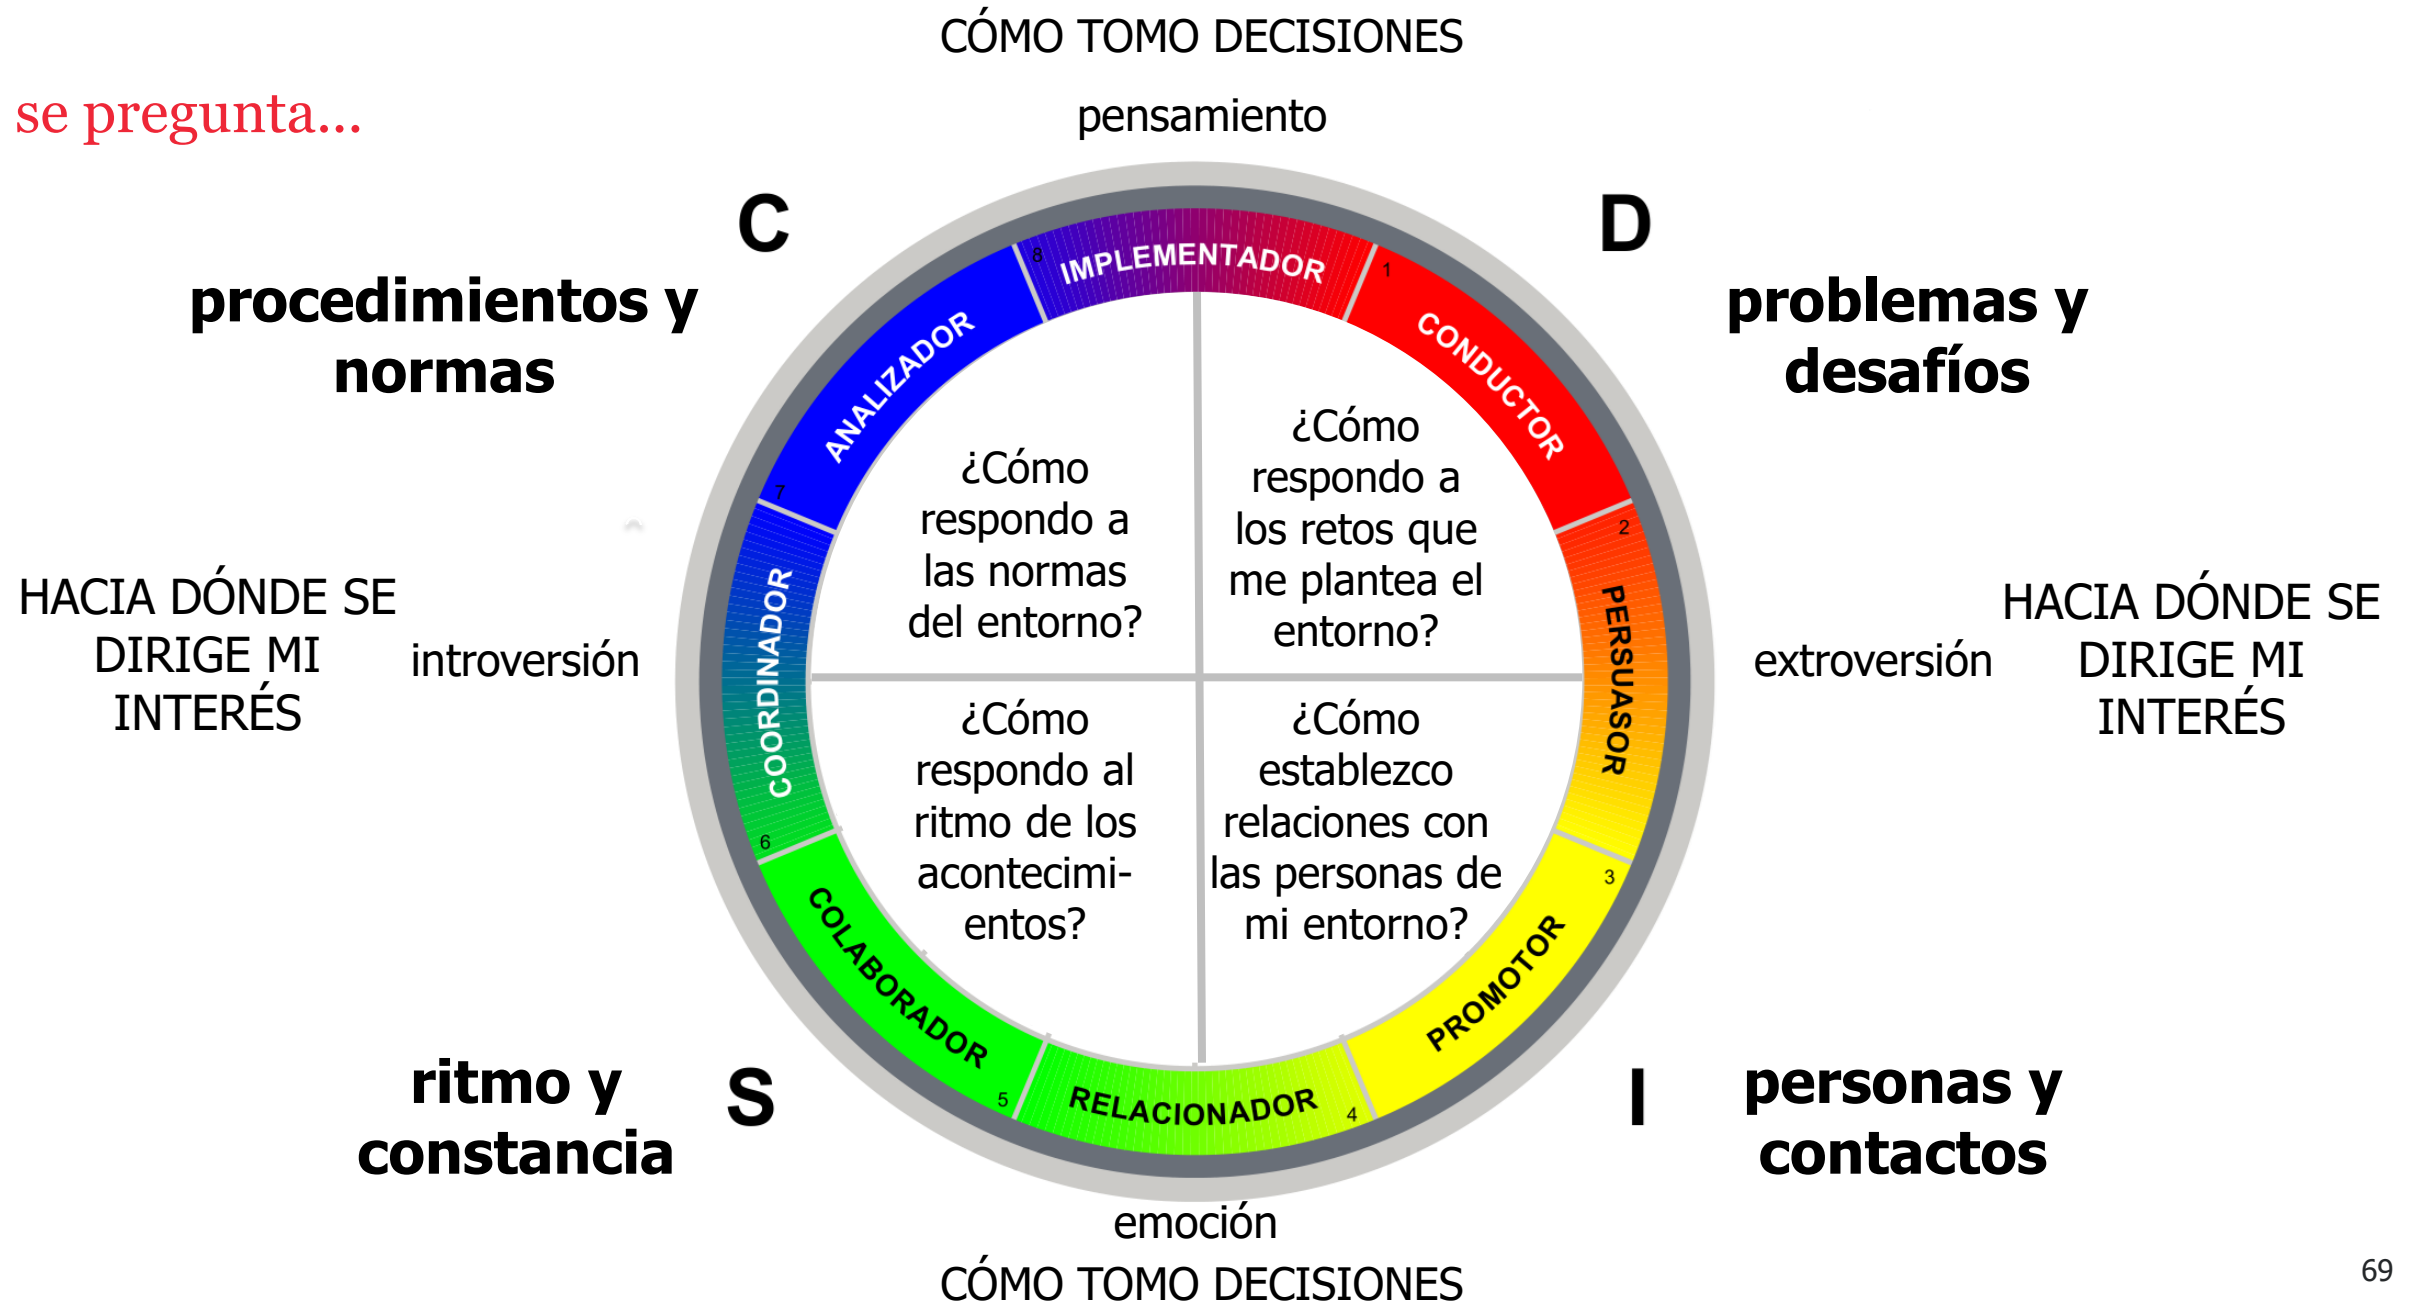 CÓMO TOMO DECISIONES
se pregunta...
pensamiento
C
D
procedimientos y
normas
problemas y
desafíos
8
IMPLEMENTADOR
1
CONDUCTOR
ANALIZADOR
7
2
PERSUASOR
COORDINADOR
6
3
PROMOTOR
COLABORADOR
5
RELACIONADOR
4
¿Cómo
respondo a
las normas
del entorno?
¿Cómo
respondo a
los retos que
me plantea el
entorno?
HACIA DÓNDE SE
DIRIGE MI
INTERÉS
introversión
extroversión
HACIA DÓNDE SE
DIRIGE MI
INTERÉS
¿Cómo
respondo al
ritmo de los
acontecimi-
entos?
¿Cómo
establezco
relaciones con
las personas de
mi entorno?
ritmo y
constancia
S
I
personas y
contactos
emoción
CÓMO TOMO DECISIONES
69